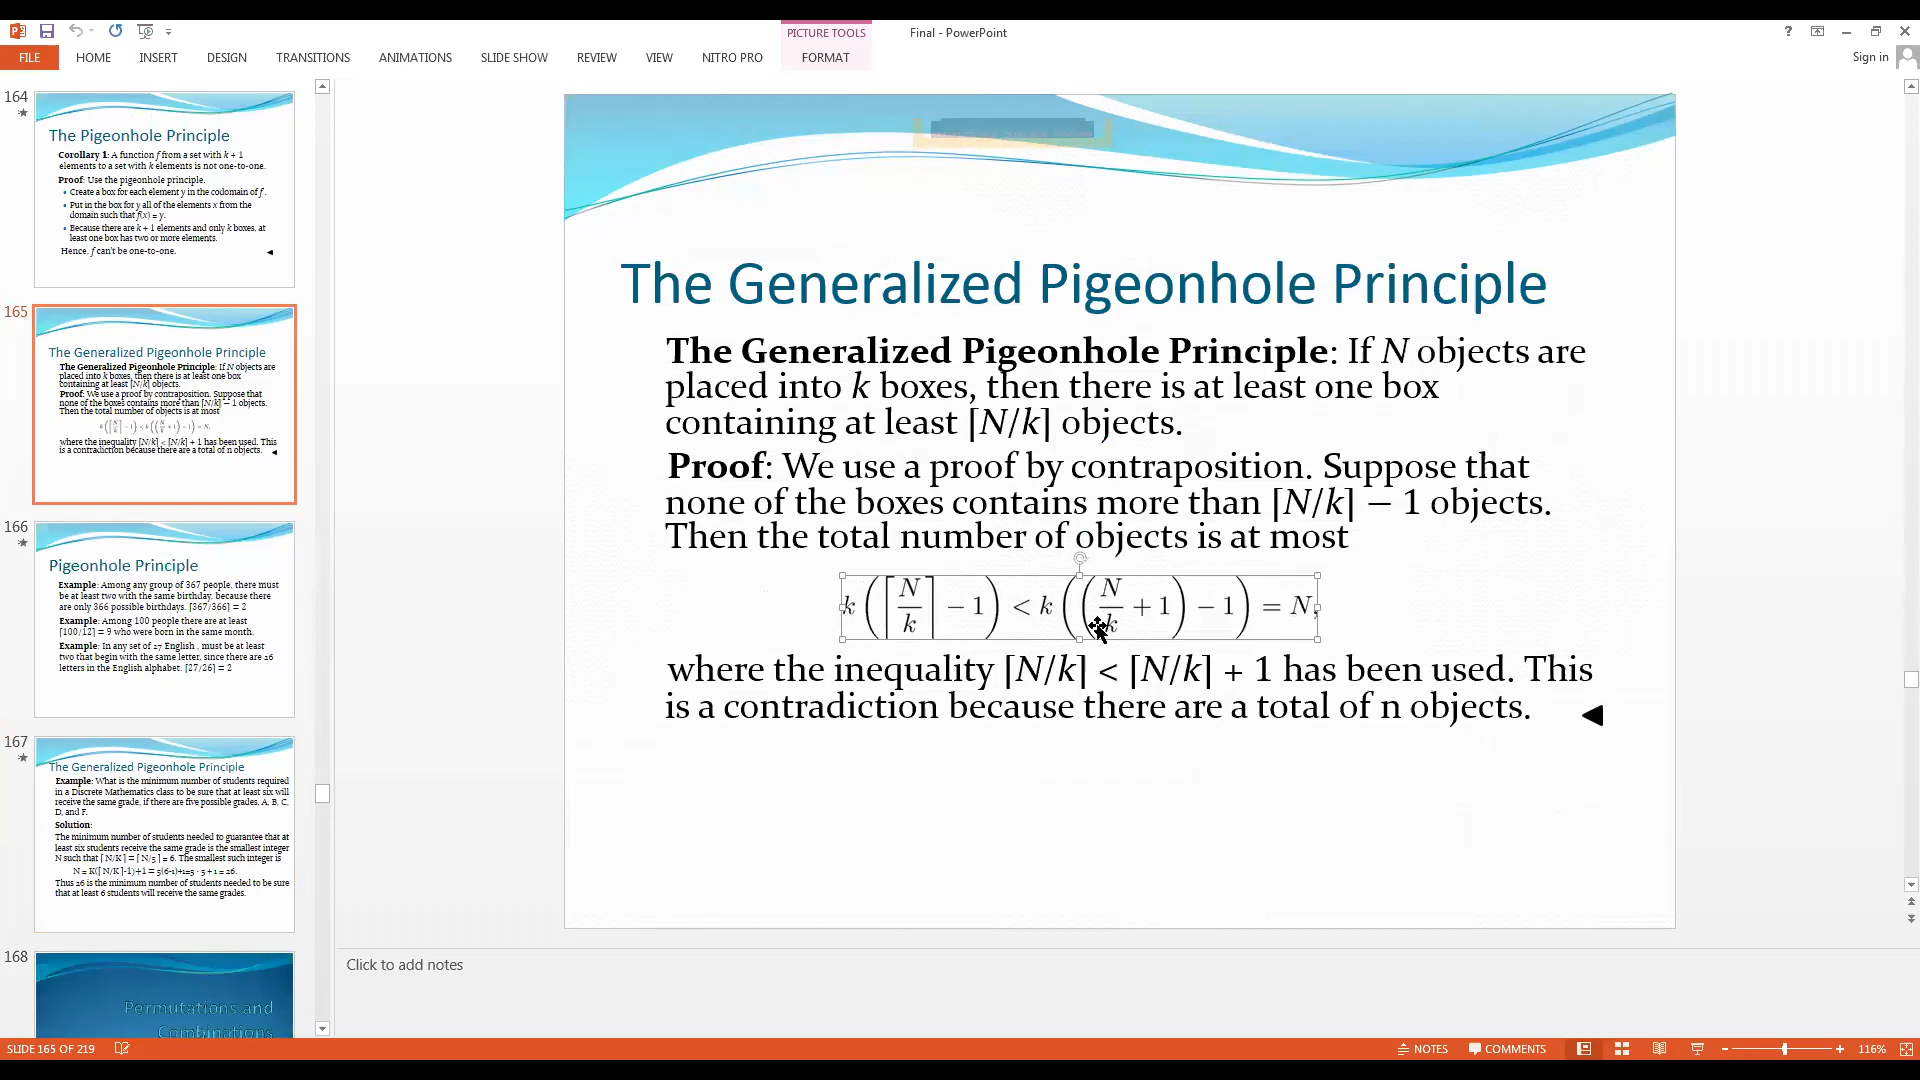 Final - PowerPoint
PICTURE TOOLS
FILE
HOME
INSERT
DESIGN
TRANSITIONS
ANIMATIONS
SLIDE SHOW
REVIEW
VIEW
NITRO PRO
FORMAT
Sign in
164
The Pigeonhole Principle
Corollary 1: A function f from a set with k + 1
elements to a set with k elements is not one-to-one.
Proof: Use the pigeonhole principle.
• Create a box for each element y in the codomain of f .
• Put in the box for y all of the elements x from the
domain such that f(x) = y.
• Because there are k + 1 elements and only k boxes, at
least one box has two or more elements.
Hence, f can't be one-to-one.
165
The Generalized Pigeonhole Principle
The Generalized Pigeonhole Principle: If N objects are
placed into k boxes, then there is at least one box
containing at least ⌈N/k⌉ objects.
Proof: We use a proof by contraposition. Suppose that
none of the boxes contains more than ⌈N/k⌉ − 1 objects.
Then the total number of objects is at most
k(⌈N/k⌉ − 1) < k((N/k + 1) − 1) = N,
where the inequality ⌈N/k⌉ < ⌈N/k⌉ + 1 has been used. This
is a contradiction because there are a total of n objects.
166
Pigeonhole Principle
Example: Among any group of 367 people, there must
be at least two with the same birthday, because there
are only 366 possible birthdays. ⌈367/366⌉ = 2
Example: Among 100 people there are at least
⌈100/12⌉ = 9 who were born in the same month.
Example: In any set of 27 English , must be at least
two that begin with the same letter, since there are 26
letters in the English alphabet. ⌈27/26⌉ = 2
167
The Generalized Pigeonhole Principle
Example: What is the minimum number of students required
in a Discrete Mathematics class to be sure that at least six will
receive the same grade, if there are five possible grades, A, B, C,
D, and F.
Solution:
The minimum number of students needed to guarantee that at
least six students receive the same grade is the smallest integer
N such that ⌈ N/K ⌉ = ⌈ N/5 ⌉ = 6. The smallest such integer is
N = K(⌈ N/K ⌉-1)+1 = 5(6-1)+1=5 · 5 + 1 = 26.
Thus 26 is the minimum number of students needed to be sure
that at least 6 students will receive the same grades.
168
Permutations and
Combinations
The Generalized Pigeonhole Principle
The Generalized Pigeonhole Principle: If N objects are
placed into k boxes, then there is at least one box
containing at least ⌈N/k⌉ objects.
Proof: We use a proof by contraposition. Suppose that
none of the boxes contains more than ⌈N/k⌉ − 1 objects.
Then the total number of objects is at most
k(⌈N/k⌉ − 1) < k((N/k + 1) − 1) = N,
where the inequality ⌈N/k⌉ < ⌈N/k⌉ + 1 has been used. This
is a contradiction because there are a total of n objects.
Click to add notes
SLIDE 165 OF 219
NOTES
COMMENTS
116%